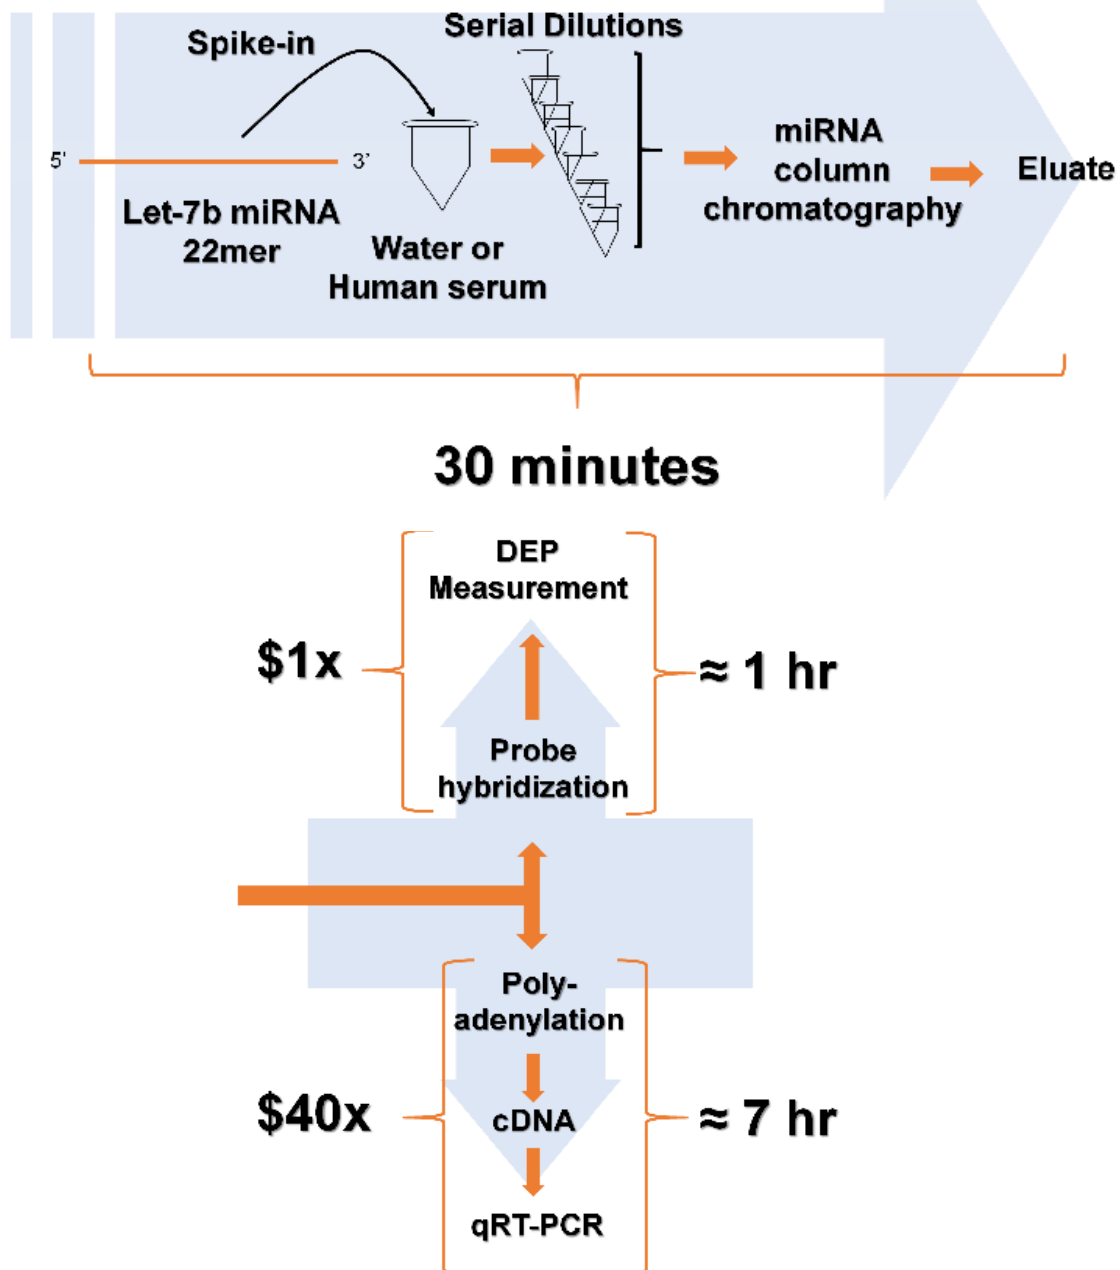 Spike-in
Serial Dilutions
5'
3'
Let-7b miRNA
22mer
Water or
Human serum
miRNA
column
chromatography
Eluate
30 minutes
DEP
Measurement
$1x
≈ 1 hr
Probe
hybridization
Poly-
adenylation
$40x
cDNA
≈ 7 hr
qRT-PCR